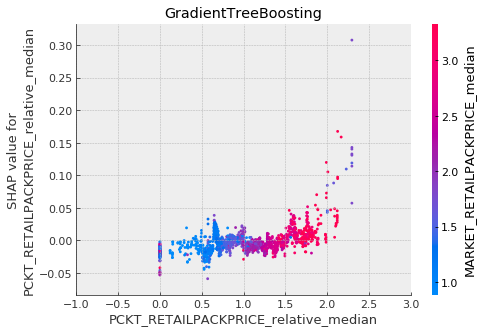 GradientTreeBoosting
SHAP value for
PCKT_RETAILPACKPRICE_relative_median
0.30
0.25
0.20
0.15
0.10
0.05
0.00
−0.05
−1.0 −0.5 0.0 0.5 1.0 1.5 2.0 2.5 3.0
PCKT_RETAILPACKPRICE_relative_median
3.0
2.5
2.0
1.5
1.0
MARKET_RETAILPACKPRICE_median